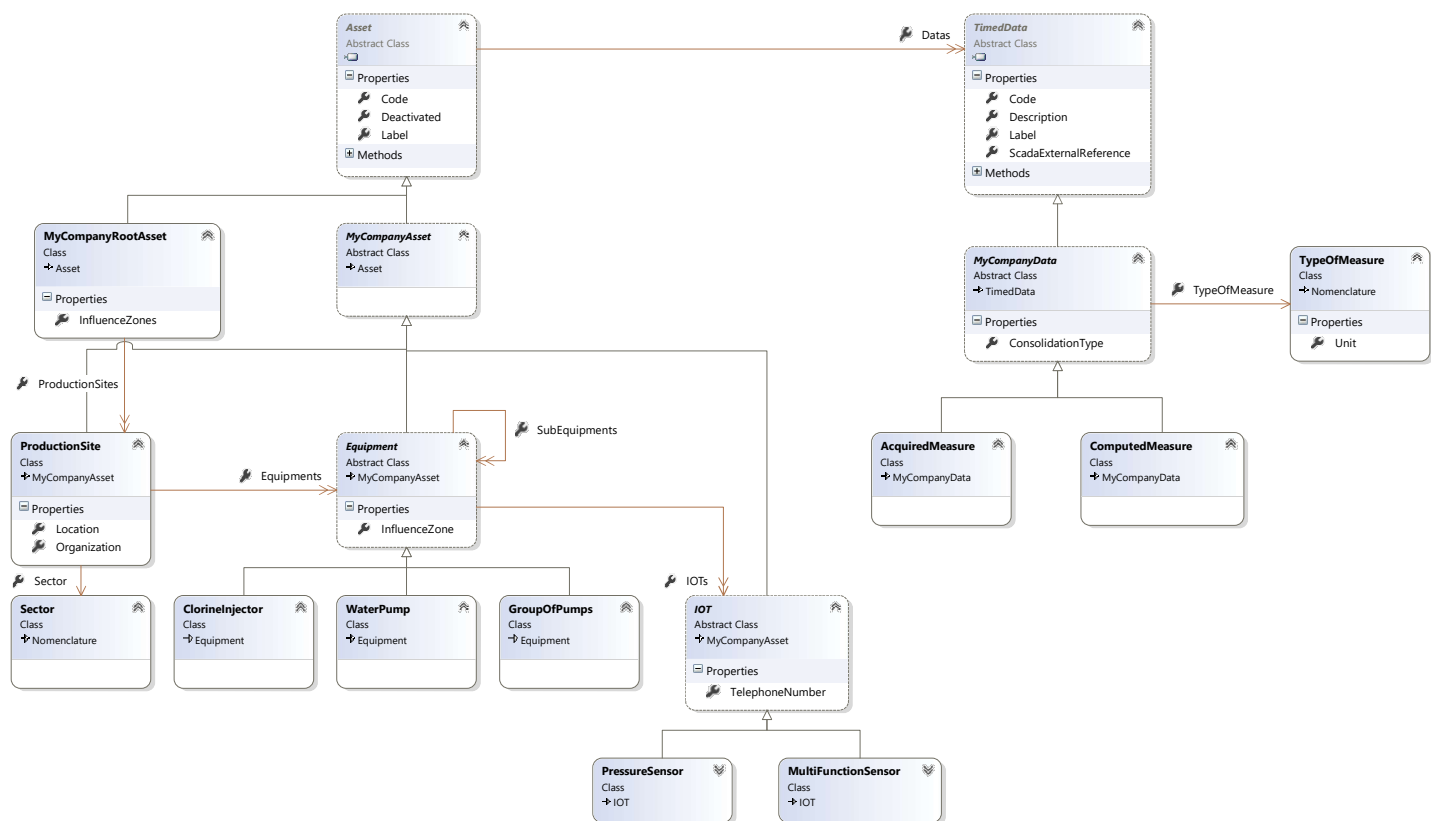 Asset
Abstract Class
Properties
Code
Deactivated
Label
Methods
Datas
TimedData
Abstract Class
Properties
Code
Description
Label
ScadaExternalReference
Methods
MyCompanyRootAsset
Class
Asset
Properties
InfluenceZones
MyCompanyAsset
Abstract Class
Asset
MyCompanyData
Abstract Class
TimedData
Properties
ConsolidationType
TypeOfMeasure
TypeOfMeasure
Class
Nomenclature
Properties
Unit
ProductionSites
ProductionSite
Class
MyCompanyAsset
Properties
Location
Organization
Equipments
Equipment
Abstract Class
MyCompanyAsset
Properties
InfluenceZone
SubEquipments
AcquiredMeasure
Class
MyCompanyData
ComputedMeasure
Class
MyCompanyData
Sector
Sector
Class
Nomenclature
ClorineInjector
Class
Equipment
WaterPump
Class
Equipment
GroupOfPumps
Class
Equipment
IOTs
IOT
Abstract Class
MyCompanyAsset
Properties
TelephoneNumber
PressureSensor
Class
IOT
MultiFunctionSensor
Class
IOT